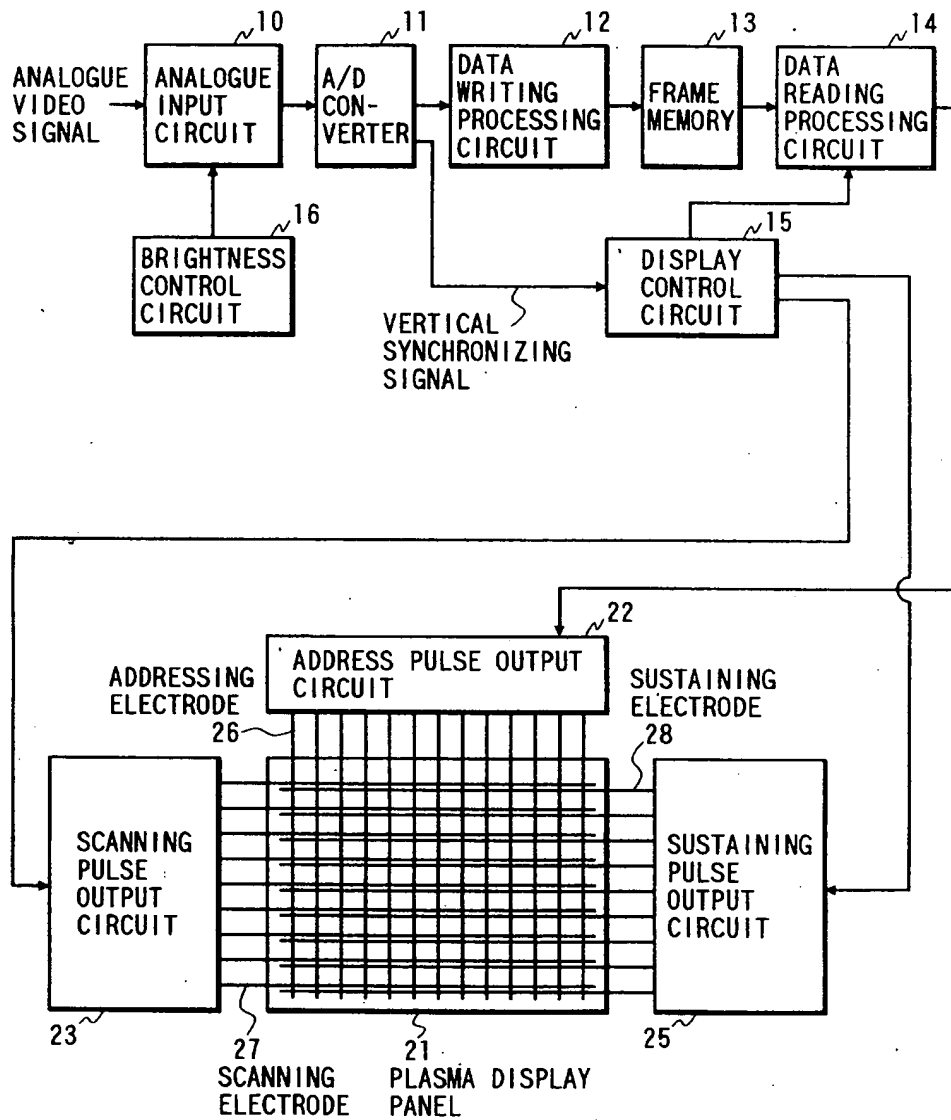 10
11
12
13
14
ANALOGUE
VIDEO
SIGNAL
ANALOGUE
INPUT
CIRCUIT
A/D
CON-
VERTER
DATA
WRITING
PROCESSING
CIRCUIT
FRAME
MEMORY
DATA
READING
PROCESSING
CIRCUIT
16
BRIGHTNESS
CONTROL
CIRCUIT
15
DISPLAY
CONTROL
CIRCUIT
VERTICAL
SYNCHRONIZING
SIGNAL
22
ADDRESS PULSE OUTPUT
CIRCUIT
ADDRESSING
ELECTRODE
26
SUSTAINING
ELECTRODE
28
SCANNING
PULSE
OUTPUT
CIRCUIT
SUSTAINING
PULSE
OUTPUT
CIRCUIT
23
27
SCANNING
ELECTRODE
21
PLASMA DISPLAY
PANEL
25